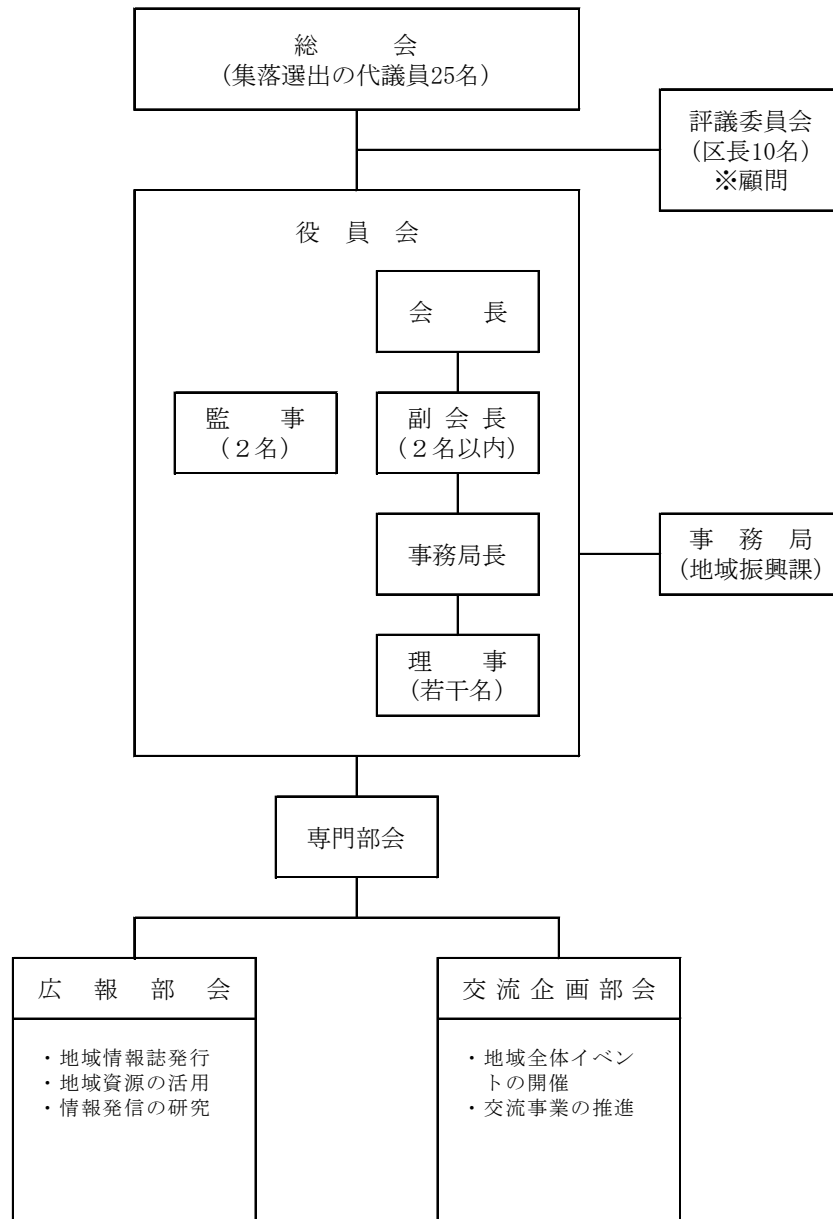 総　　会
(集落選出の代議員25名)
評議委員会
(区長10名)
※顧問
役　員　会
会　　長
監　　事
(２名)
副 会 長
(２名以内)
事務局長
事　務　局
(地域振興課)
理　　事
(若干名)
専門部会
広　報　部　会
・地域情報誌発行
・地域資源の活用
・情報発信の研究
交 流 企 画 部 会
・地域全体イベン
トの開催
・交流事業の推進